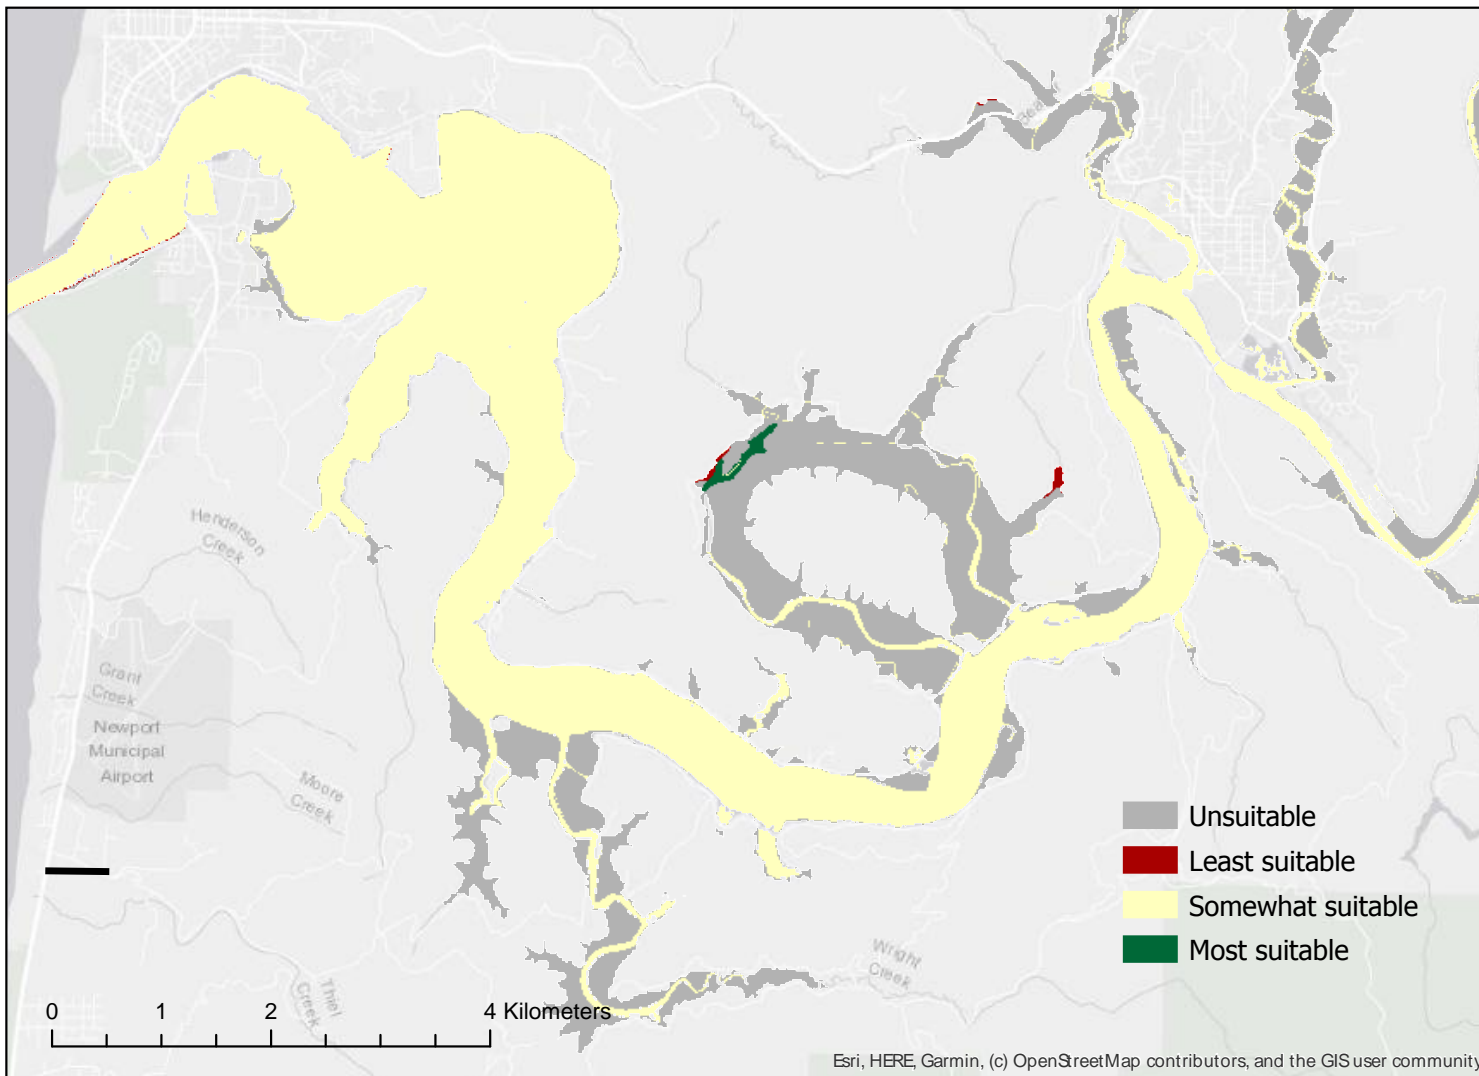 Beaver
Henderson
Creek
Grant
Creek
Newport
Municipal
Airport
Moore
Creek
Unsuitable
Least suitable
Somewhat suitable
Most suitable
Wright
Creek
Thiel
Creek
0 1 2 4 Kilometers
Esri, HERE, Garmin, (c) OpenStreetMap contributors, and the GIS user community